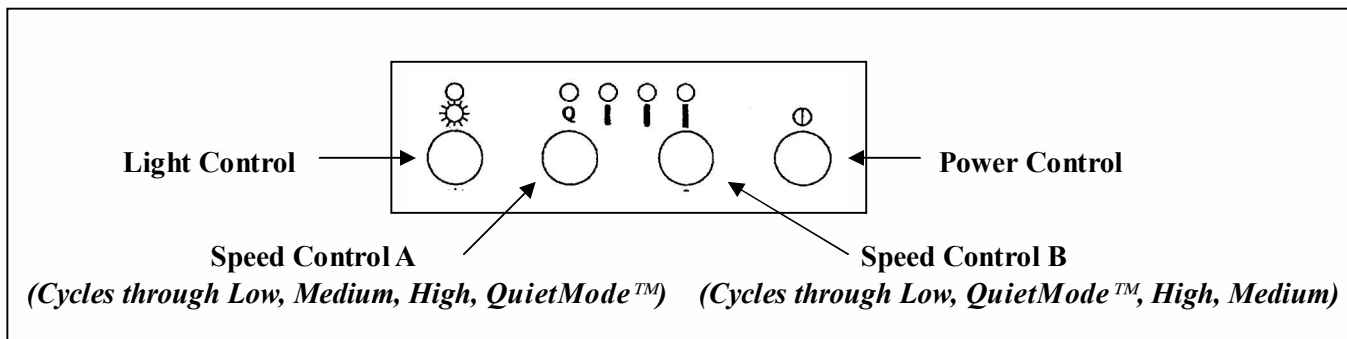 Q
Light Control
Power Control
Speed Control A
(Cycles through Low, Medium, High, QuietMode™)
Speed Control B
(Cycles through Low, QuietMode™, High, Medium)